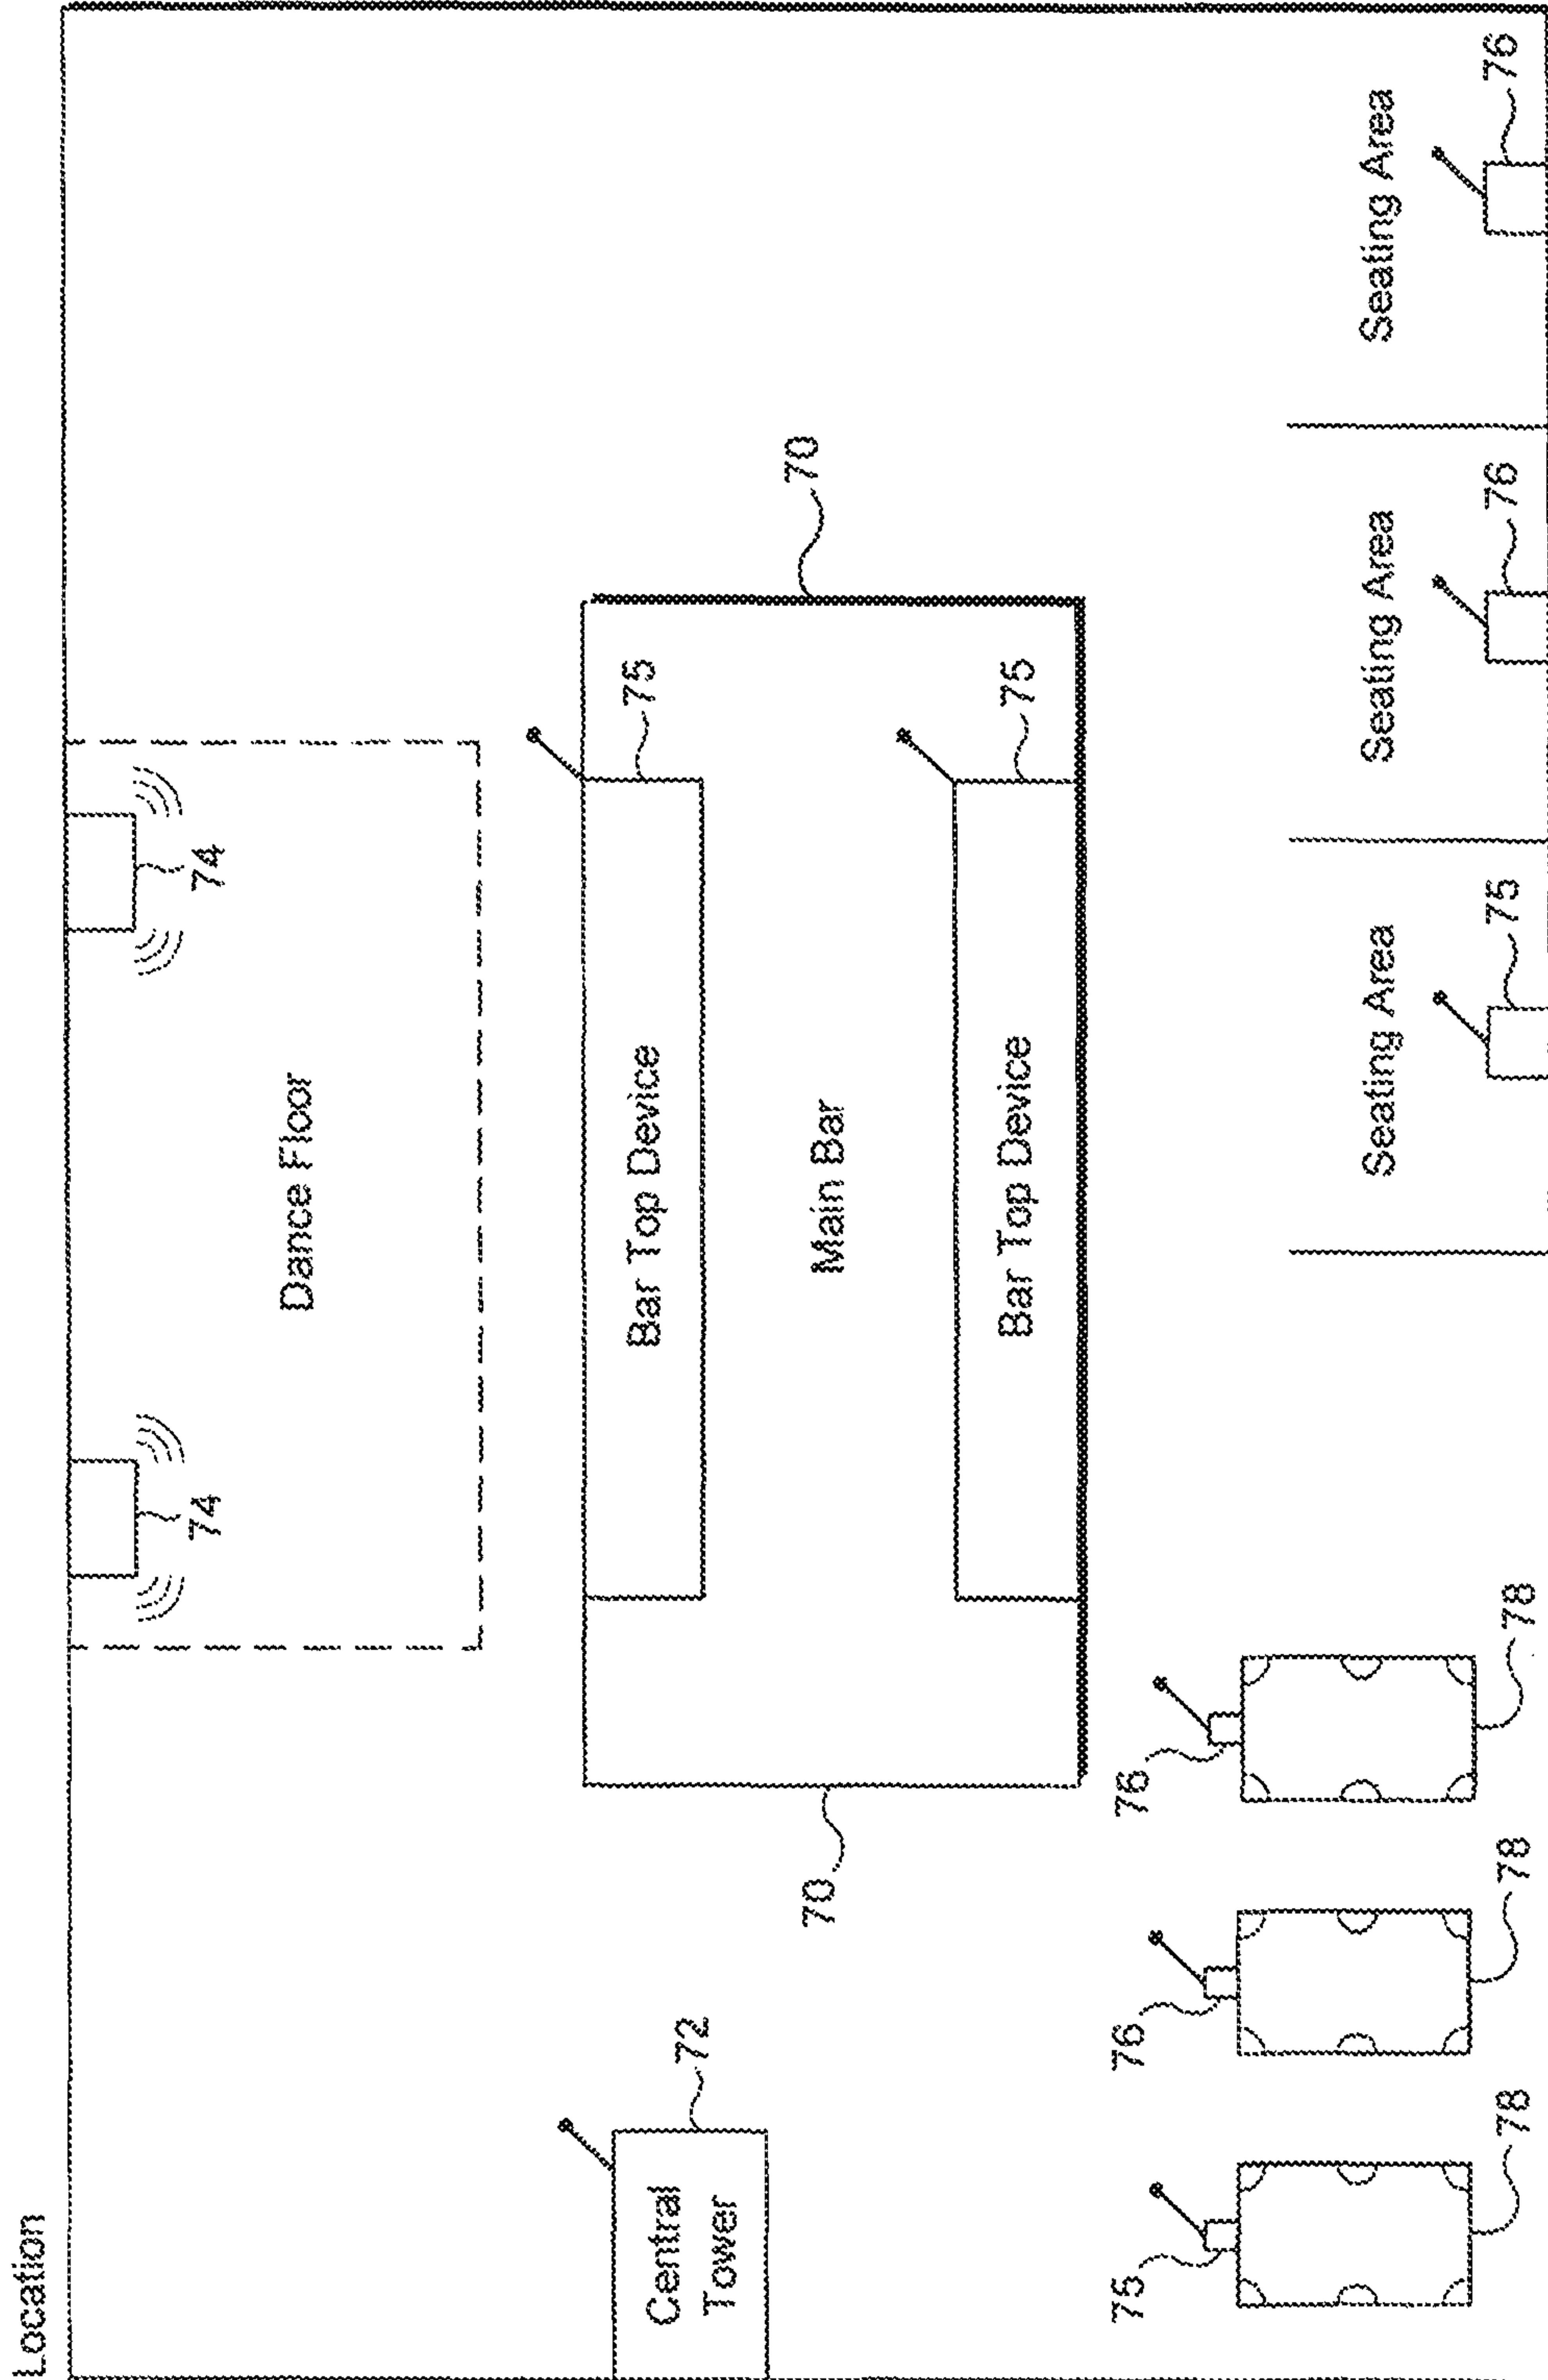 Location
74
74
Dance Floor
Bar Top Device
75
Central
Tower
72
70
Main Bar
70
Bar Top Device
75
75
76
76
Seating Area
Seating Area
Seating Area
78
78
78
75
76
76